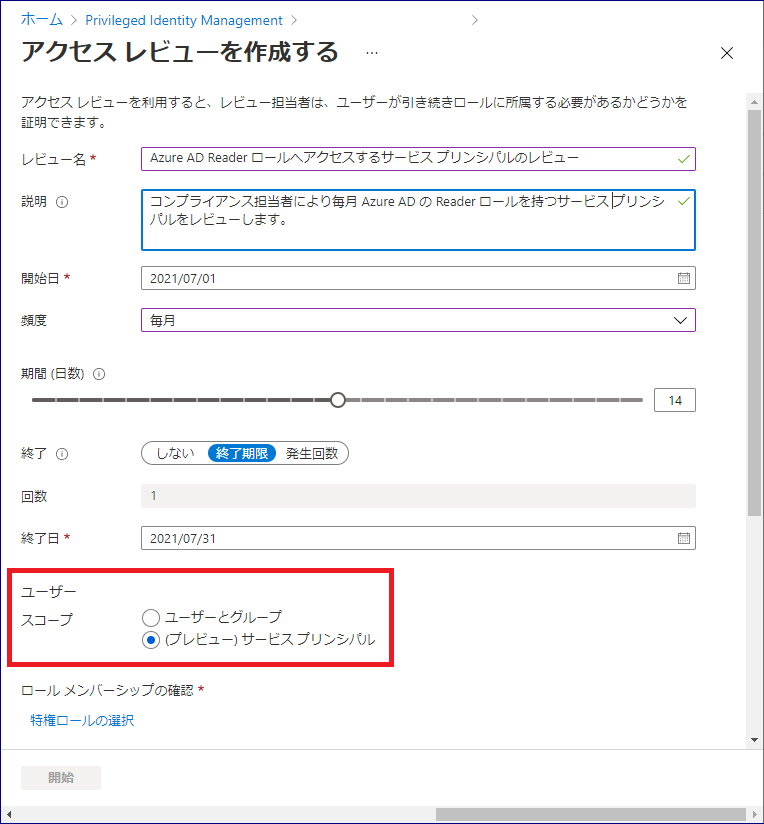 ホーム > Privileged Identity Management > >
アクセス レビューを作成する ...
アクセス レビューを利用すると、レビュー担当者は、ユーザーが引き続きロールに所属する必要があるかどうかを
証明できます。
レビュー名 * Azure AD Reader ロールへアクセスするサービス プリンシパルのレビュー
説明 コンプライアンス担当者により毎月 Azure AD の Reader ロールを持つサービス プリンシ
パルをレビューします。
開始日 * 2021/07/01
頻度 毎月
期間 (日数) 14
終了 しない 終了期限 発生回数
回数 1
終了日 * 2021/07/31
ユーザー
スコープ ユーザーとグループ
(プレビュー) サービス プリンシパル
ロール メンバーシップの確認 *
特権ロールの選択
開始